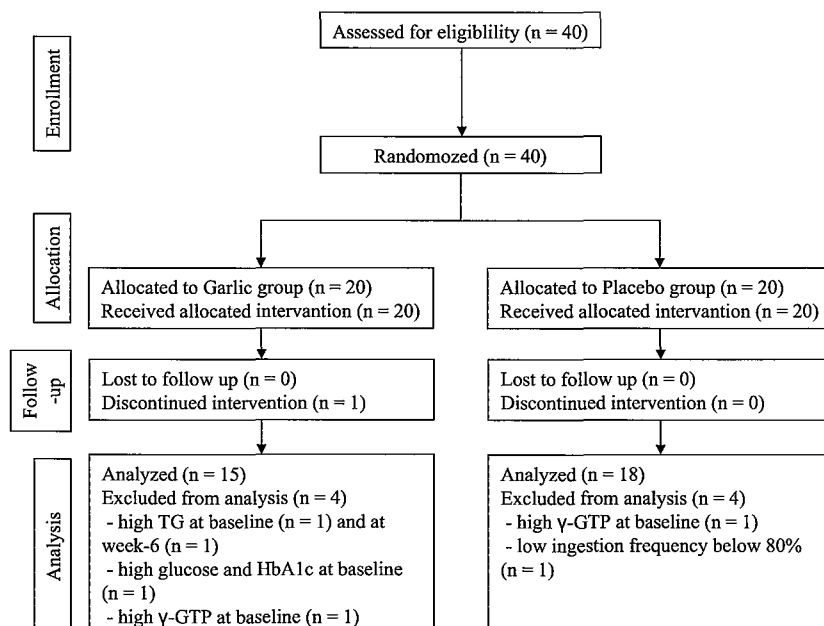 Enrollment
Assessed for eligiblility (n = 40)
Randomozed (n = 40)
Allocation
Allocated to Garlic group (n = 20)
Received allocated intervantion (n = 20)
Allocated to Placebo group (n = 20)
Received allocated intervantion (n = 20)
Follow
-up
Lost to follow up (n = 0)
Discontinued intervention (n = 1)
Lost to follow up (n = 0)
Discontinued intervention (n = 0)
Analysis
Analyzed (n = 15)
Excluded from analysis (n = 4)
- high TG at baseline (n = 1) and at
week-6 (n = 1)
- high glucose and HbA1c at baseline
(n = 1)
- high γ-GTP at baseline (n = 1)
Analyzed (n = 18)
Excluded from analysis (n = 4)
- high γ-GTP at baseline (n = 1)
- low ingestion frequency below 80%
(n = 1)